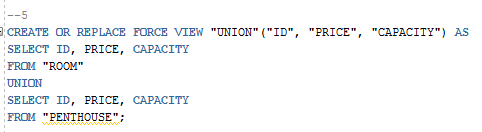 --5
CREATE OR REPLACE FORCE VIEW "UNION"("ID", "PRICE", "CAPACITY") AS
SELECT ID, PRICE, CAPACITY
FROM "ROOM"
UNION
SELECT ID, PRICE, CAPACITY
FROM "PENTHOUSE";